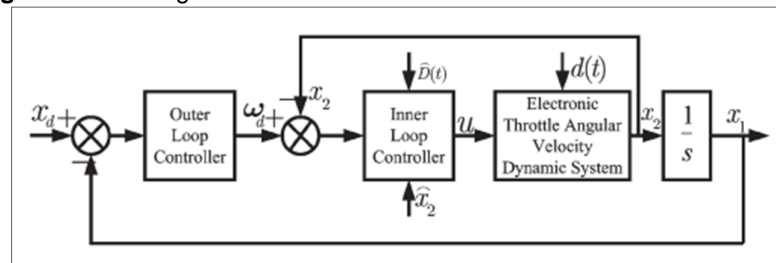 x_d +
−
Outer
Loop
Controller
ω_d +
− x_2
D̂(t)
Inner
Loop
Controller
x̂_2
u
d(t)
Electronic
Throttle Angular
Velocity
Dynamic System
x_2
1
s
x_1